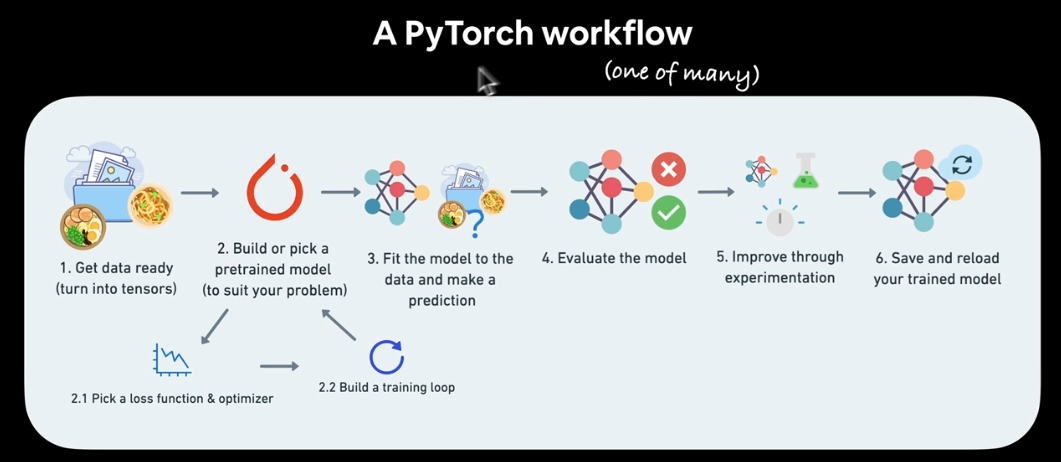 A PyTorch workflow
(one of many)
1. Get data ready
(turn into tensors)
2. Build or pick a
pretrained model
(to suit your problem)
3. Fit the model to the
data and make a
prediction
4. Evaluate the model
5. Improve through
experimentation
6. Save and reload
your trained model
2.1 Pick a loss function & optimizer
2.2 Build a training loop